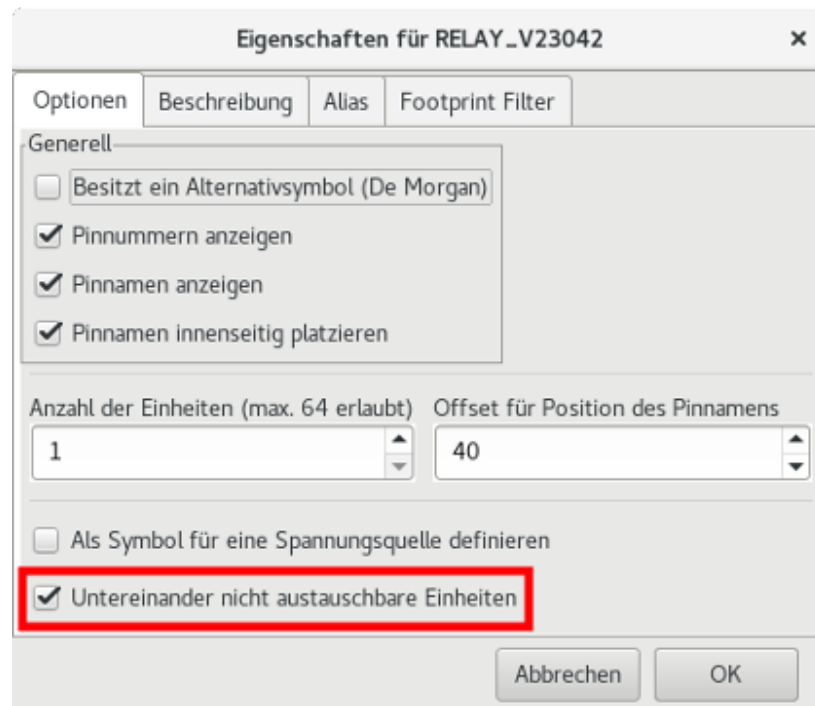 Eigenschaften für RELAY_V23042
Optionen Beschreibung Alias Footprint Filter
Generell
Besitzt ein Alternativsymbol (De Morgan)
Pinnummern anzeigen
Pinnamen anzeigen
Pinnamen innenseitig platzieren
Anzahl der Einheiten (max. 64 erlaubt) Offset für Position des Pinnamens
1 40
Als Symbol für eine Spannungsquelle definieren
Untereinander nicht austauschbare Einheiten
Abbrechen OK